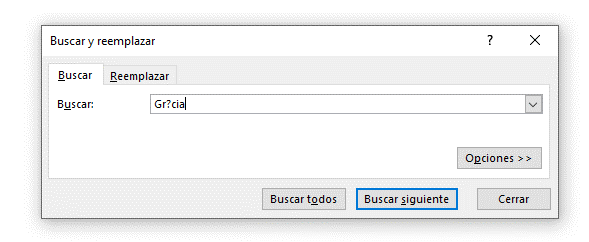 Buscar y reemplazar ?
Buscar Reemplazar
Buscar: Gr?cia
Opciones >>
Buscar todos Buscar siguiente Cerrar